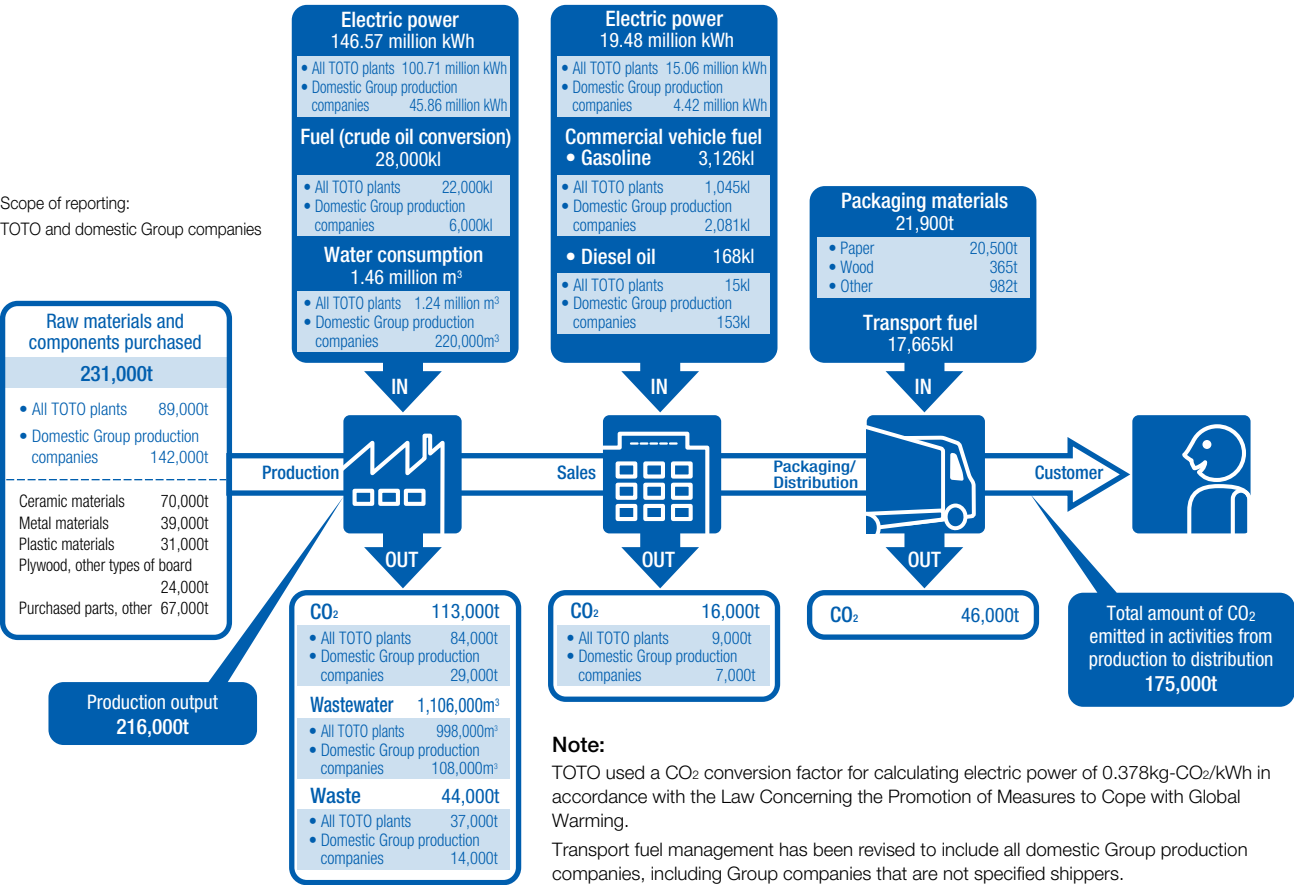 Scope of reporting:
TOTO and domestic Group companies
Raw materials and
components purchased
231,000t
• All TOTO plants 89,000t
• Domestic Group production
companies 142,000t
Ceramic materials 70,000t
Metal materials 39,000t
Plastic materials 31,000t
Plywood, other types of board
24,000t
Purchased parts, other 67,000t
Electric power
146.57 million kWh
• All TOTO plants 100.71 million kWh
• Domestic Group production
companies 45.86 million kWh
Fuel (crude oil conversion)
28,000kl
• All TOTO plants 22,000kl
• Domestic Group production
companies 6,000kl
Water consumption
1.46 million m³
• All TOTO plants 1.24 million m³
• Domestic Group production
companies 220,000m³
IN
Electric power
19.48 million kWh
• All TOTO plants 15.06 million kWh
• Domestic Group production
companies 4.42 million kWh
Commercial vehicle fuel
• Gasoline 3,126kl
• All TOTO plants 1,045kl
• Domestic Group production
companies 2,081kl
• Diesel oil 168kl
• All TOTO plants 15kl
• Domestic Group production
companies 153kl
IN
Packaging materials
21,900t
• Paper 20,500t
• Wood 365t
• Other 982t
Transport fuel
17,665kl
IN
Production
Sales
Packaging/
Distribution
Customer
OUT
OUT
OUT
Production output
216,000t
CO₂ 113,000t
• All TOTO plants 84,000t
• Domestic Group production
companies 29,000t
Wastewater 1,106,000m³
• All TOTO plants 998,000m³
• Domestic Group production
companies 108,000m³
Waste 44,000t
• All TOTO plants 37,000t
• Domestic Group production
companies 14,000t
CO₂ 16,000t
• All TOTO plants 9,000t
• Domestic Group production
companies 7,000t
CO₂ 46,000t
Total amount of CO₂
emitted in activities from
production to distribution
175,000t
Note:
TOTO used a CO₂ conversion factor for calculating electric power of 0.378kg-CO₂/kWh in
accordance with the Law Concerning the Promotion of Measures to Cope with Global
Warming.
Transport fuel management has been revised to include all domestic Group production
companies, including Group companies that are not specified shippers.